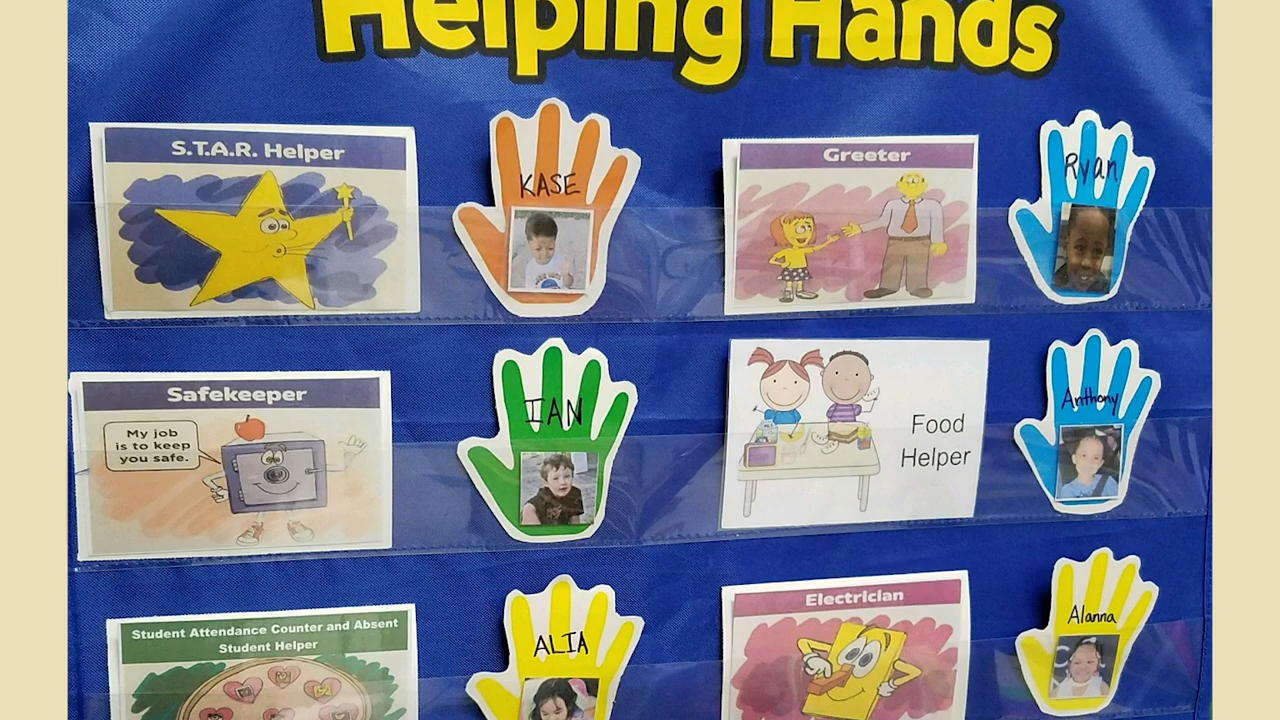 Helping Hands
S.T.A.R. Helper
KASE
Greeter
Ryan
Safekeeper
My job
is to keep
you safe.
IAN
Food
Helper
Anthony
Student Attendance Counter and Absent
Student Helper
ALIA
Electrician
Alanna